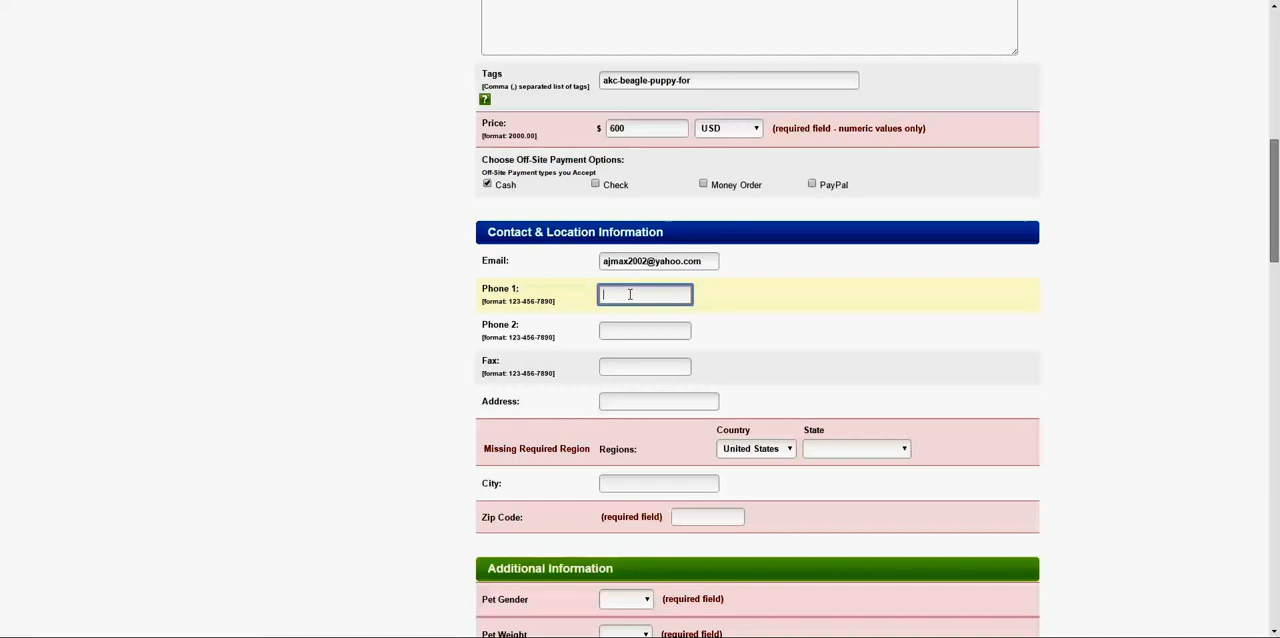 Tags
[Comma (,) separated list of tags]
akc-beagle-puppy-for
?
Price:
[format: 2000.00]
$ 600 USD (required field - numeric values only)
Choose Off-Site Payment Options:
Off-Site Payment types you Accept
Cash Check Money Order PayPal
Contact & Location Information
Email: ajmax2002@yahoo.com
Phone 1:
[format: 123-456-7890]
Phone 2:
[format: 123-456-7890]
Fax:
[format: 123-456-7890]
Address:
Country State
Missing Required Region Regions: United States
City:
Zip Code: (required field)
Additional Information
Pet Gender (required field)
Pet Weight (required field)